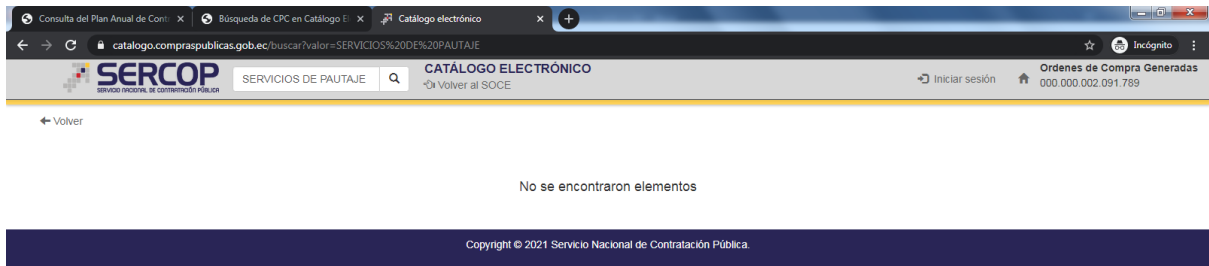 Consulta del Plan Anual de Contr
Búsqueda de CPC en Catálogo El
Catálogo electrónico
catalogo.compraspublicas.gob.ec/buscar?valor=SERVICIOS%20DE%20PAUTAJE
Incógnito
SERCOP
SERVICIO NACIONAL DE CONTRATACIÓN PÚBLICA
SERVICIOS DE PAUTAJE
CATÁLOGO ELECTRÓNICO
Volver al SOCE
Iniciar sesión
Ordenes de Compra Generadas
000.000.002.091.789
Volver
No se encontraron elementos
Copyright © 2021 Servicio Nacional de Contratación Pública.